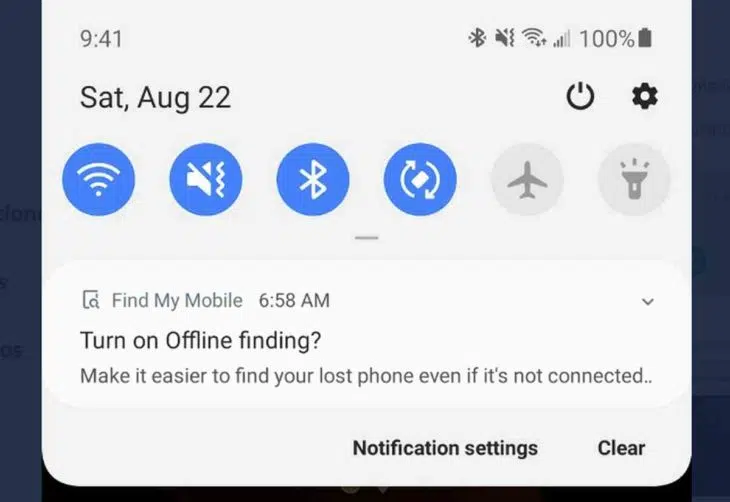 9:41
100%
Sat, Aug 22
Find My Mobile 6:58 AM
Turn on Offline finding?
Make it easier to find your lost phone even if it's not connected..
Notification settings Clear